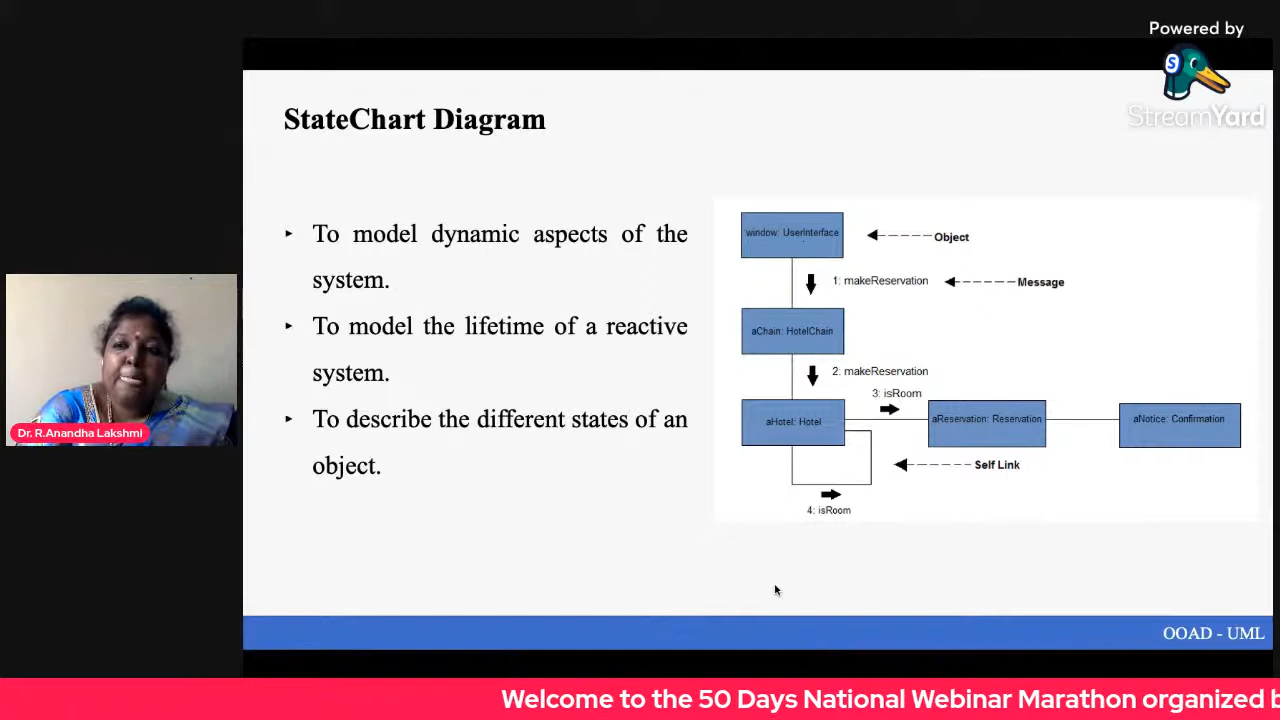 Powered by
StreamYard
StateChart Diagram
‣ To model dynamic aspects of the
system.
‣ To model the lifetime of a reactive
system.
‣ To describe the different states of an
object.
window: UserInterface
Object
1: makeReservation
Message
aChain: HotelChain
2: makeReservation
3: isRoom
aHotel: Hotel
aReservation: Reservation
aNotice: Confirmation
Self Link
4: isRoom
Dr. R.Anandha Lakshmi
OOAD - UML
Welcome to the 50 Days National Webinar Marathon organized b